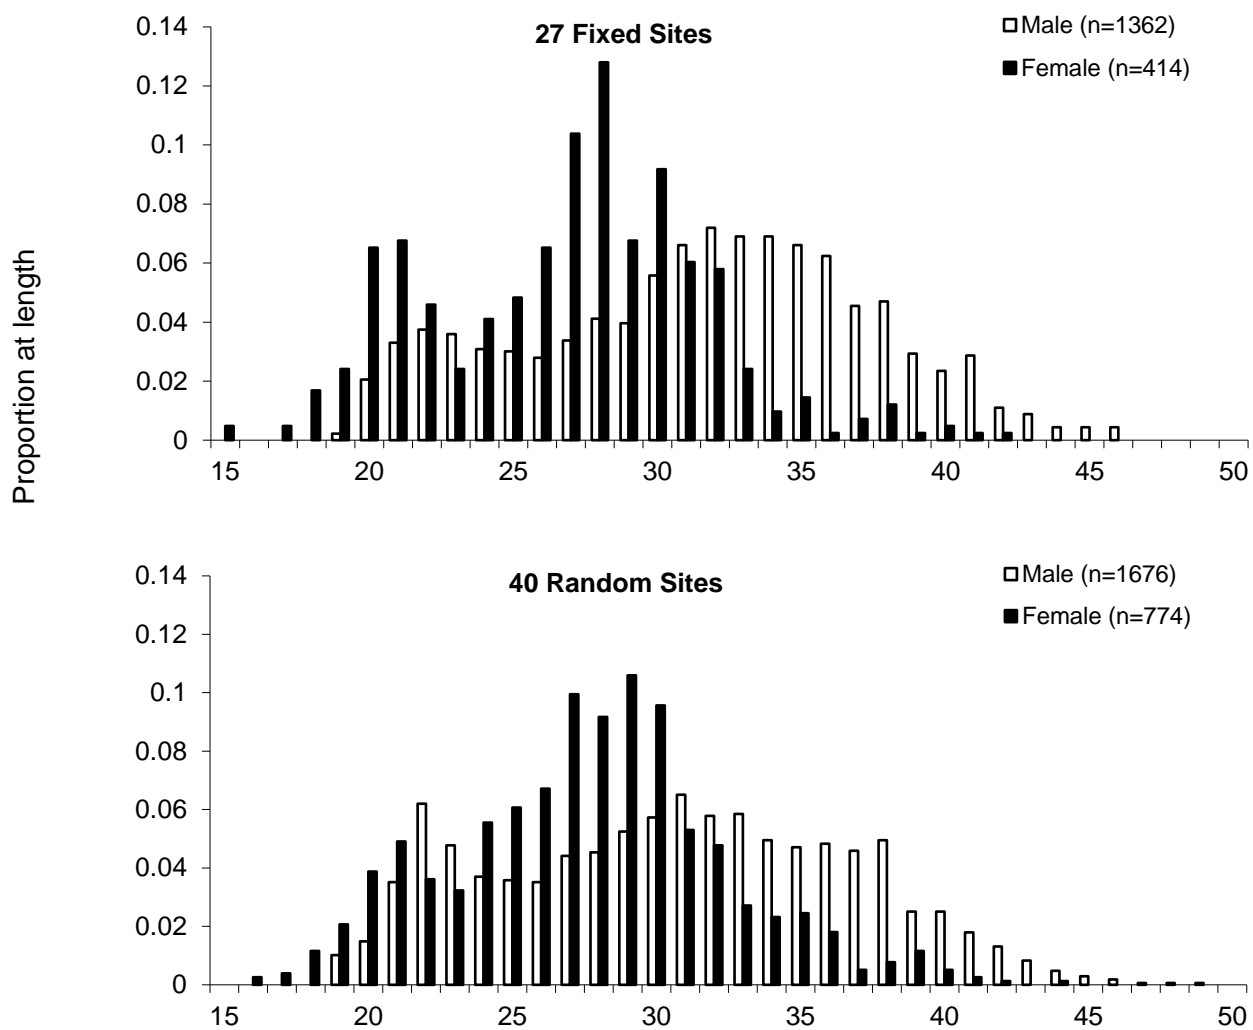 27 Fixed Sites
Male (n=1362)
Female (n=414)
0.14
0.12
0.1
0.08
0.06
0.04
0.02
0
15 20 25 30 35 40 45 50
Proportion at length
40 Random Sites
Male (n=1676)
Female (n=774)
0.14
0.12
0.1
0.08
0.06
0.04
0.02
0
15 20 25 30 35 40 45 50